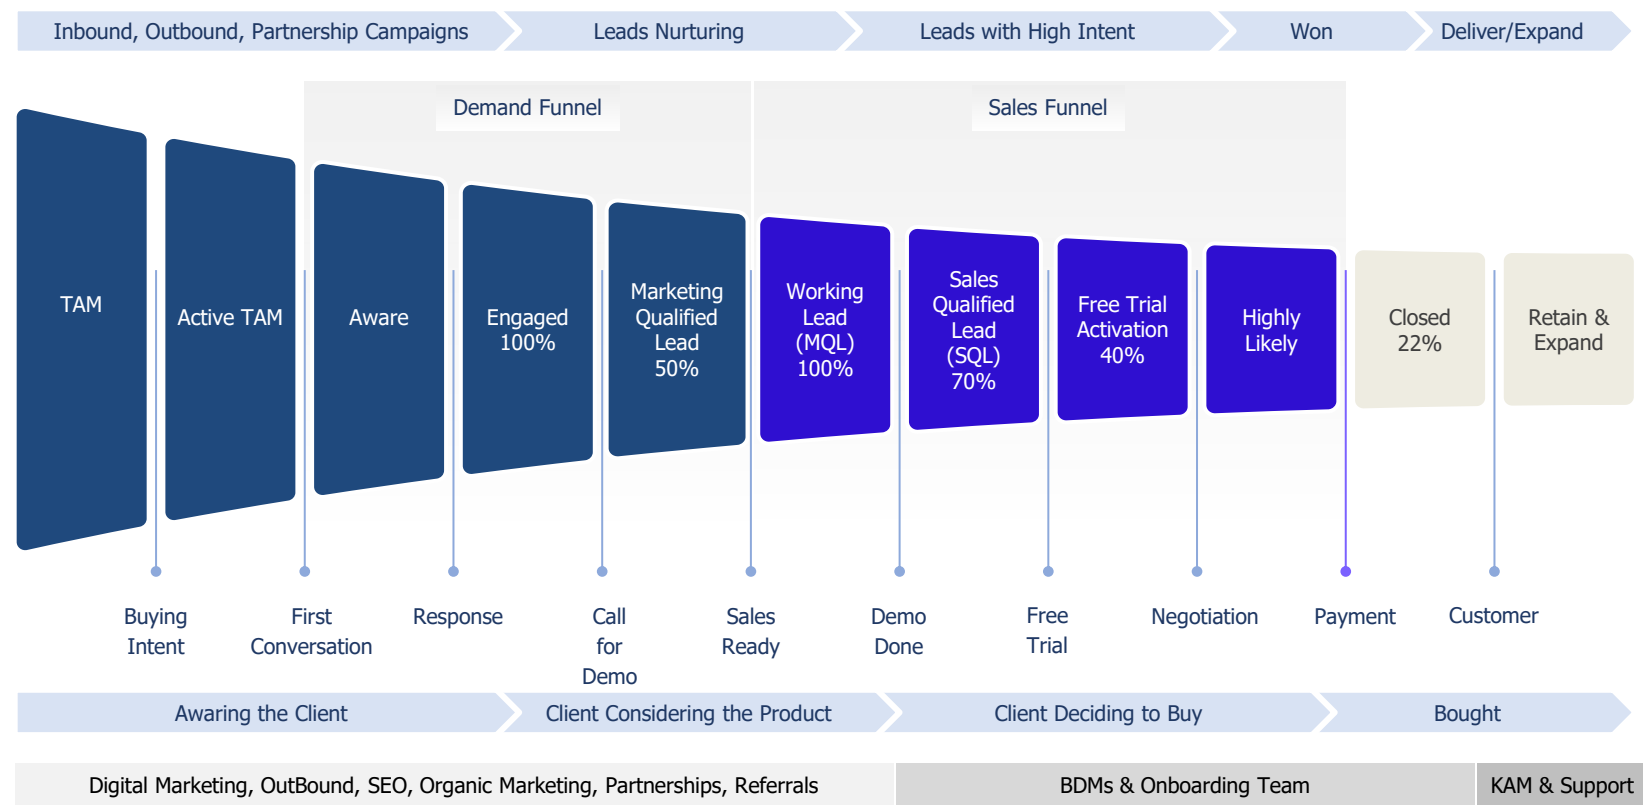 Inbound, Outbound, Partnership Campaigns
Leads Nurturing
Leads with High Intent
Won
Deliver/Expand
Demand Funnel
Sales Funnel
TAM
Active TAM
Aware
Engaged
100%
Marketing
Qualified
Lead
50%
Working
Lead
(MQL)
100%
Sales
Qualified
Lead
(SQL)
70%
Free Trial
Activation
40%
Highly
Likely
Closed
22%
Retain &
Expand
Buying
Intent
First
Conversation
Response
Call
for
Demo
Sales
Ready
Demo
Done
Free
Trial
Negotiation
Payment
Customer
Awaring the Client
Client Considering the Product
Client Deciding to Buy
Bought
Digital Marketing, OutBound, SEO, Organic Marketing, Partnerships, Referrals
BDMs & Onboarding Team
KAM & Support